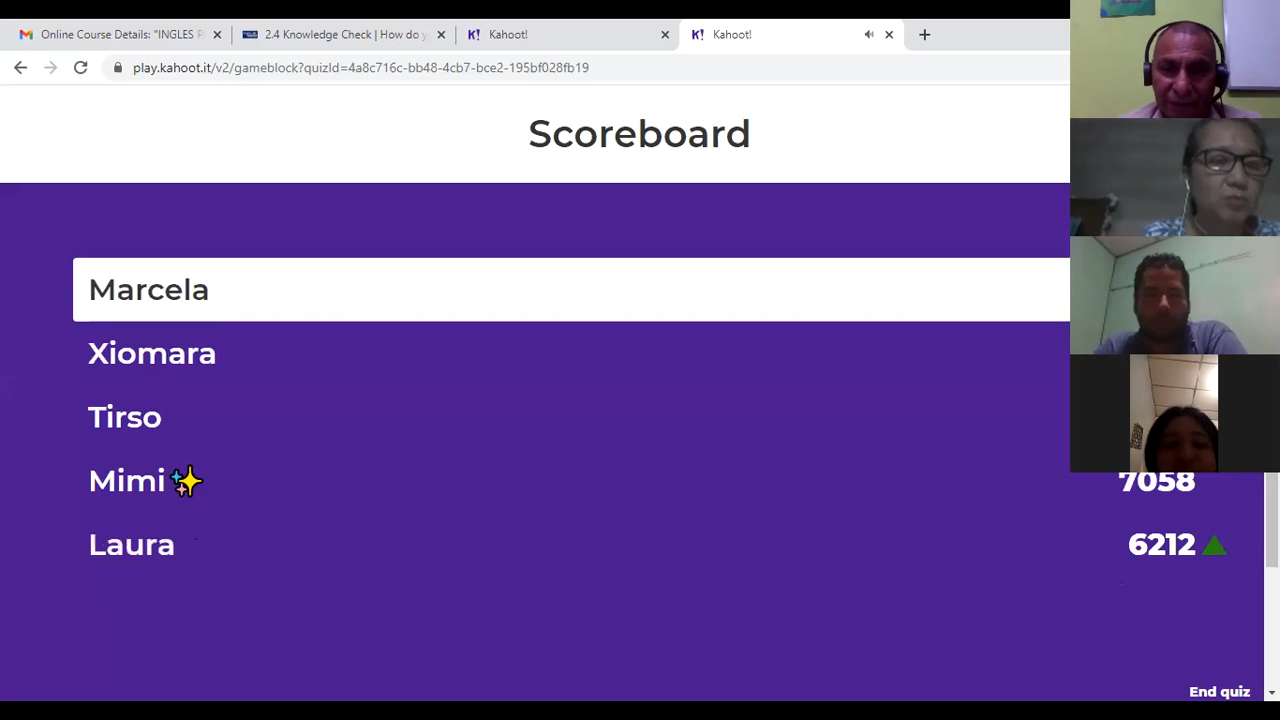 Online Course Details: "INGLES
2.4 Knowledge Check | How do y
K! Kahoot!
K! Kahoot!
play.kahoot.it/v2/gameblock?quizId=4a8c716c-bb48-4cb7-bce2-195bf028fb19
Scoreboard
Marcela
Xiomara
Tirso
Mimi✨ 7058
Laura 6212
End quiz